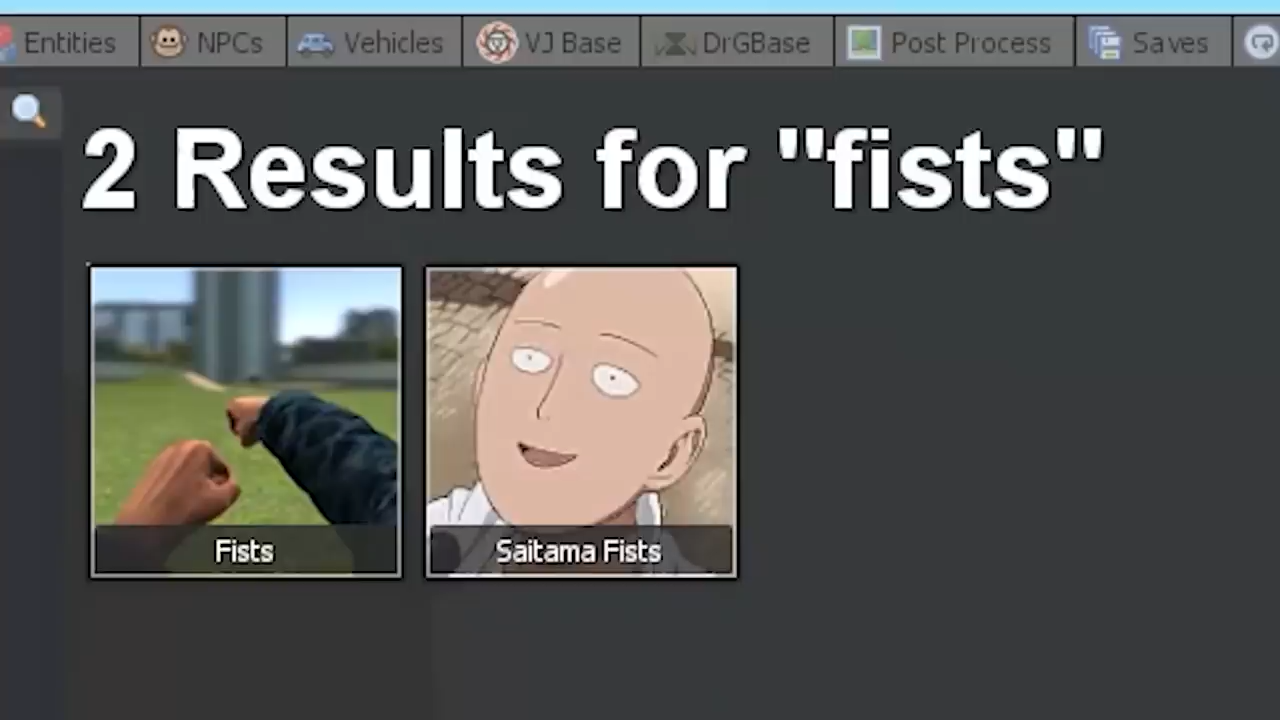 Entities NPCs Vehicles VJ Base DrGBase Post Process Saves
2 Results for "fists"
Fists Saitama Fists